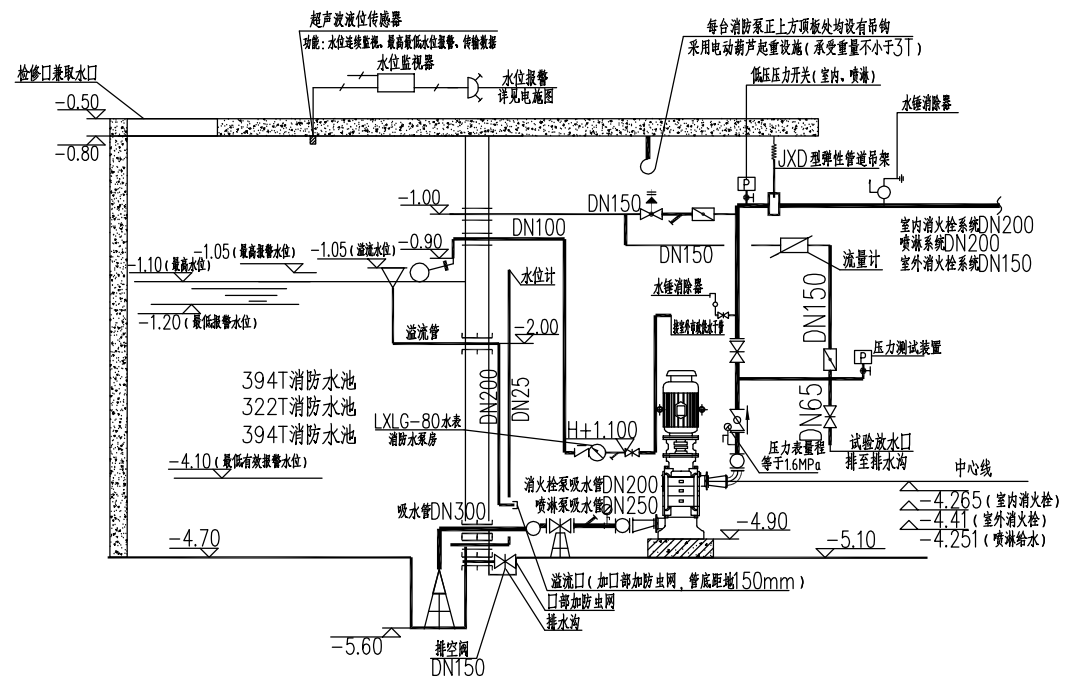 超声波液位传感器
功能：水位连续监视、最高最低水位报警、传输数据
水位监视器
水位报警
详见电施图
每台消防泵正上方顶板处均设有吊钩
采用电动葫芦起重设施（承受重量不小于3T）
低压压力开关（室内、喷淋）
水锤消除器
检修口兼取水口
-0.50
-0.80
P
JXD型弹性管道吊架
-1.00
DN150
DN100
-0.90
DN150
室内消火栓系统DN200
喷淋系统DN200
室外消火栓系统DN150
流量计
-1.05（最高报警水位）
-1.05（溢流水位）
-1.10（最高水位）
-1.20（最低报警水位）
水位计
水锤消除器
DN150
溢流管
-2.00
P
压力测试装置
DN200
DN25
DN65
394T消防水池
322T消防水池
394T消防水池
LXLG-80水表
消防水泵房
H+1.100
压力表量程
等于1.6MPa
试验放水口
排至排水沟
-4.10（最低有效报警水位）
中心线
消火栓泵吸水管DN200
喷淋泵吸水管DN250
吸水管DN300
-4.265（室内消火栓）
-4.41（室外消火栓）
-4.251（喷淋给水）
-4.70
-4.90
-5.10
溢流口（加口部加防虫网，管底距地150mm）
口部加防虫网
排水沟
-5.60
排空阀
DN150